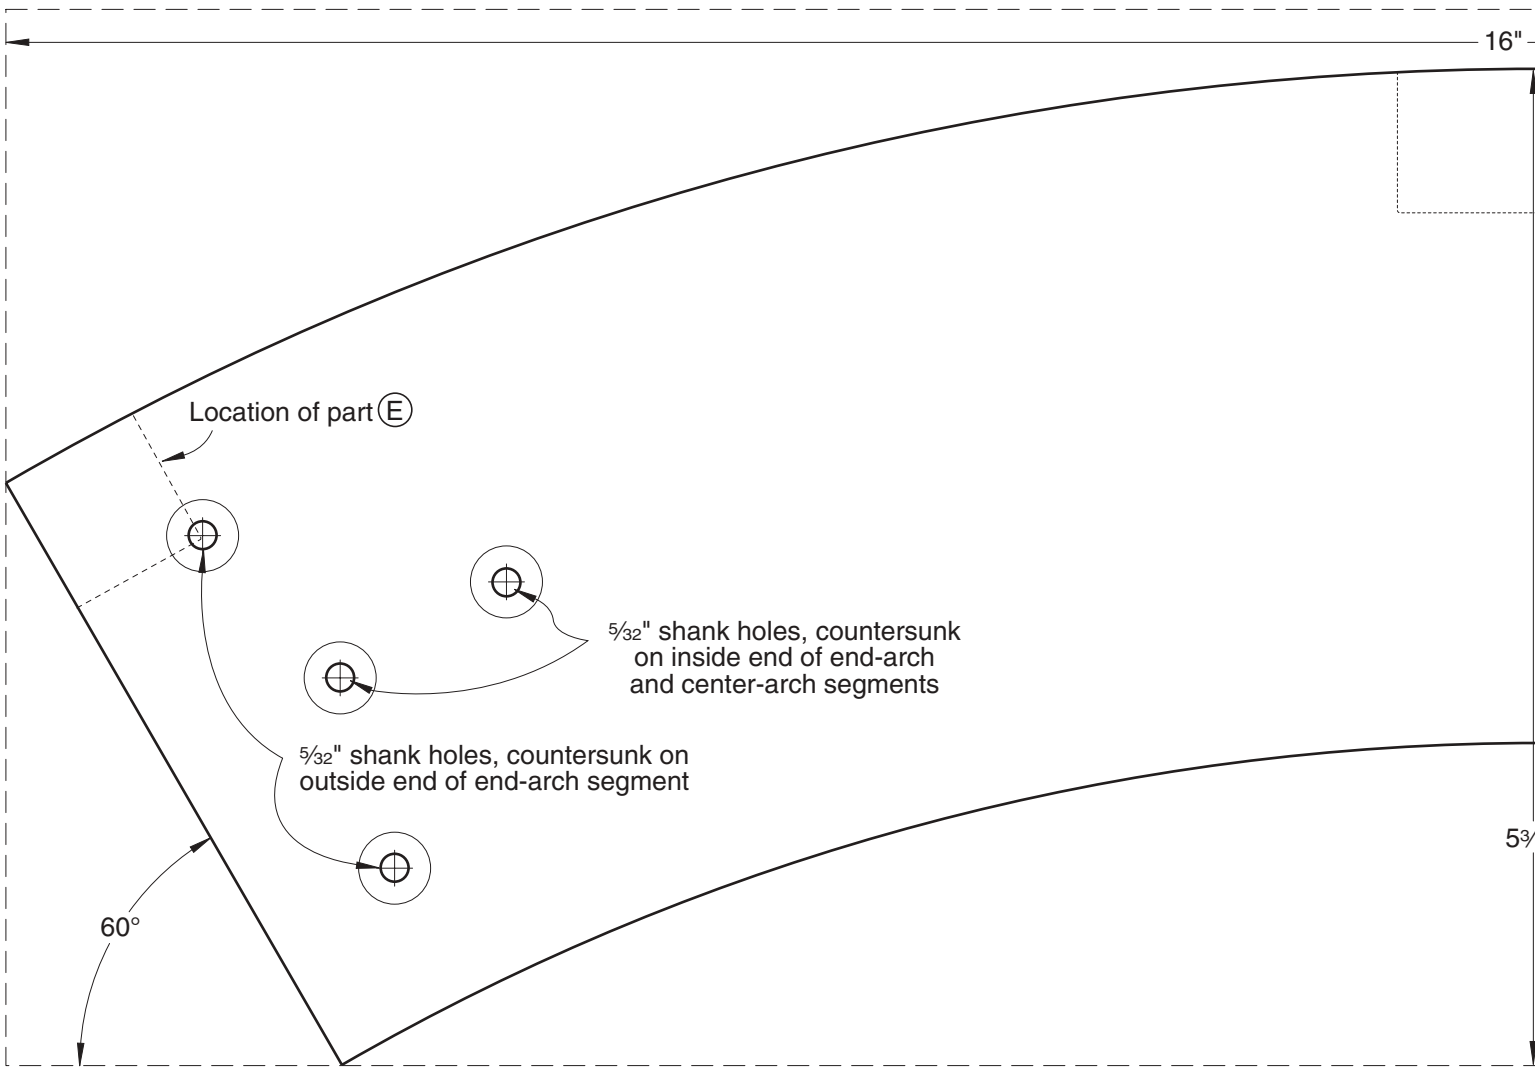 16"
Location of part E
5/32" shank holes, countersunk
on inside end of end-arch
and center-arch segments
5/32" shank holes, countersunk on
outside end of end-arch segment
5
60°